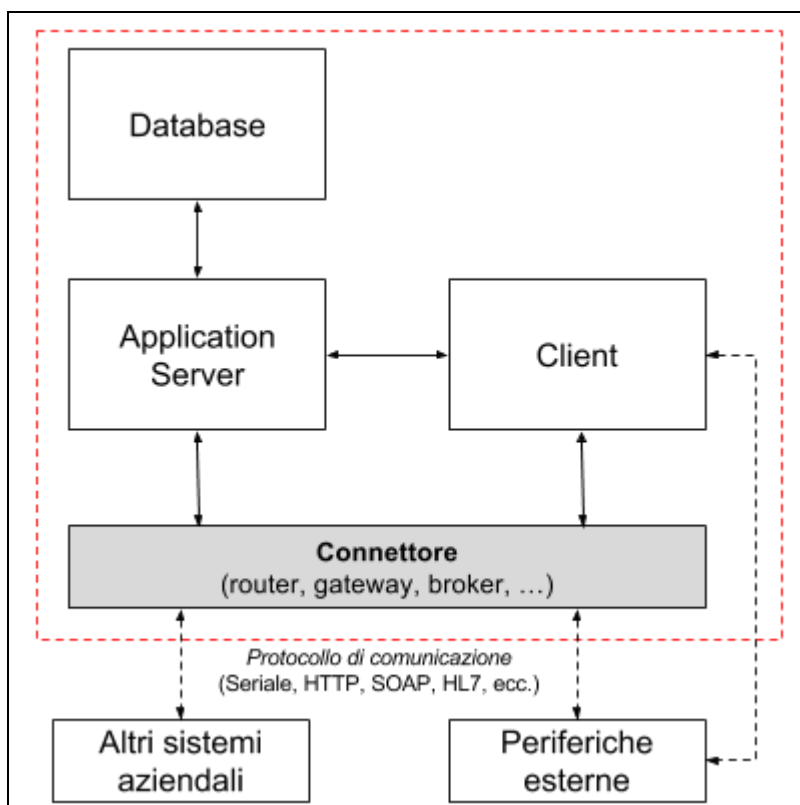 Database
Application
Server
Client
Connettore
(router, gateway, broker, …)
Protocollo di comunicazione
(Seriale, HTTP, SOAP, HL7, ecc.)
Altri sistemi
aziendali
Periferiche
esterne